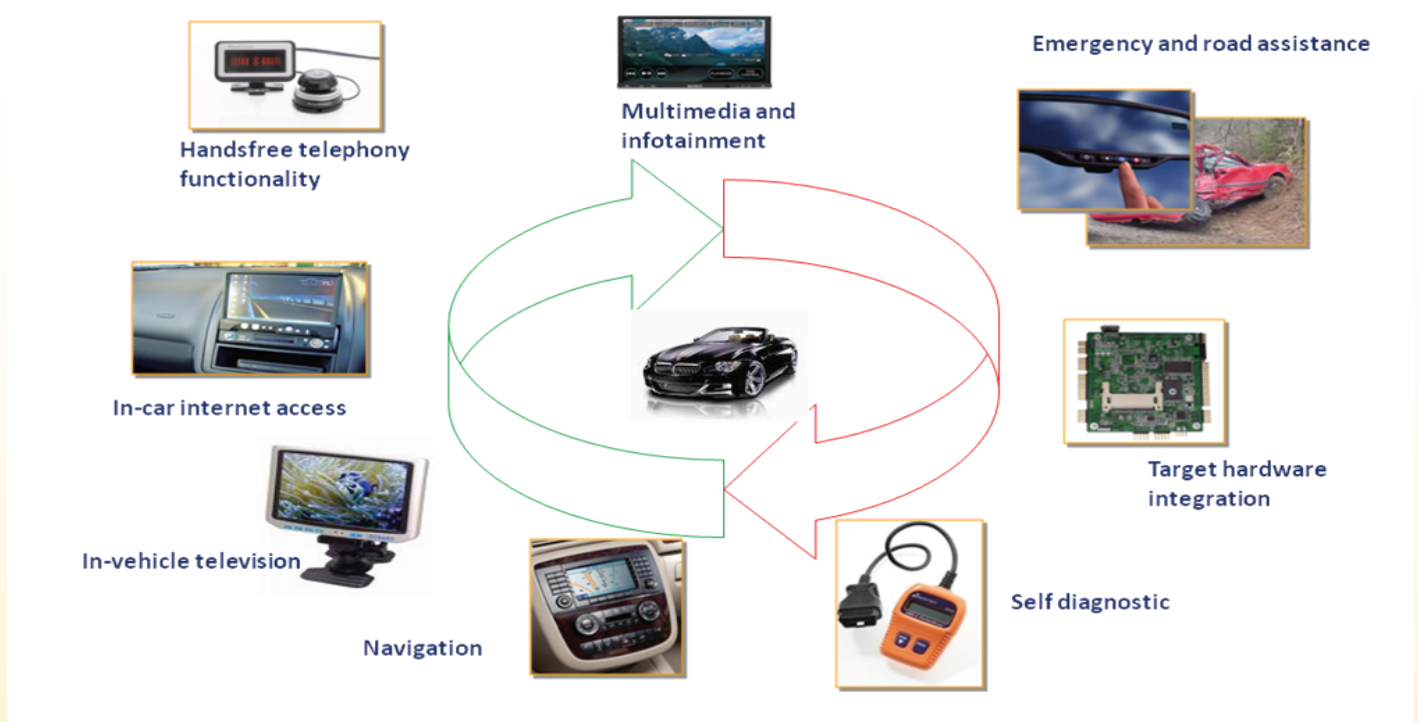 Multimedia and
infotainment
Emergency and road assistance
Handsfree telephony
functionality
In-car internet access
Target hardware
integration
In-vehicle television
Self diagnostic
Navigation